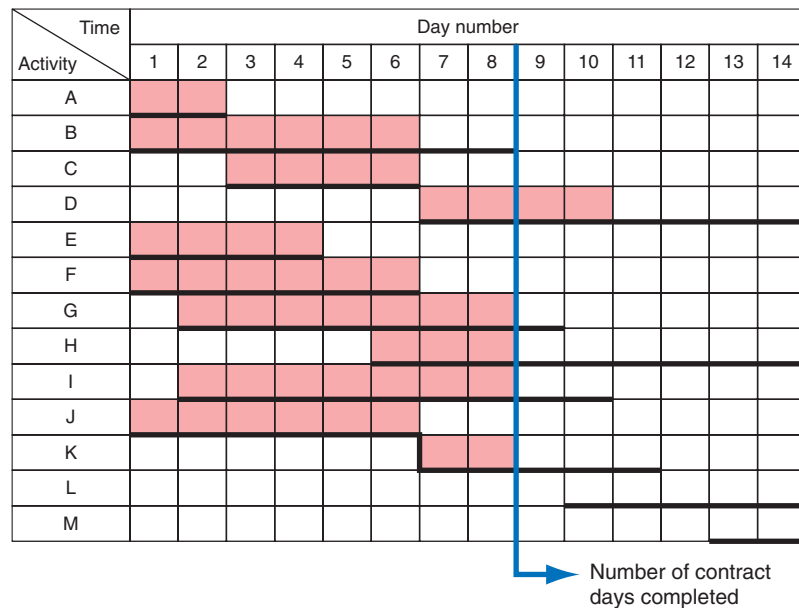 Time
Day number
Activity
1 2 3 4 5 6 7 8 9 10 11 12 13 14
A
B
C
D
E
F
G
H
I
J
K
L
M
Number of contract
days completed